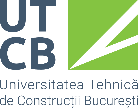 UT
CB
Universitatea Tehnică
de Construcții București